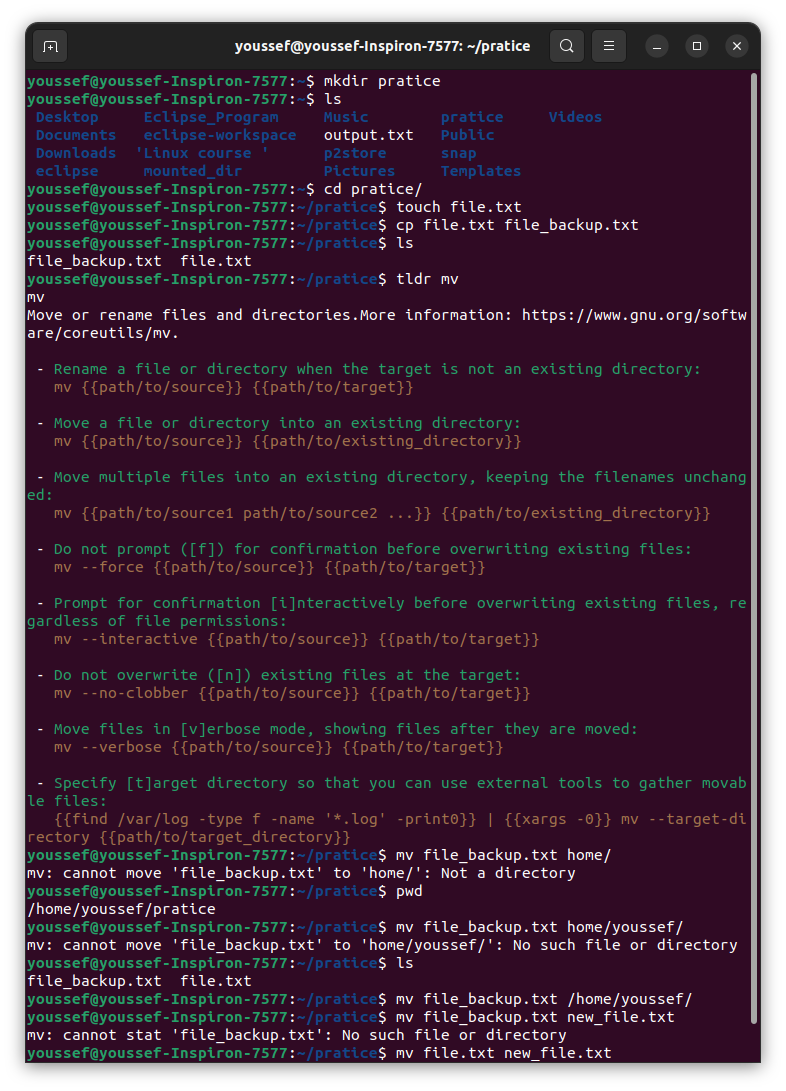 youssef@youssef-Inspiron-7577: ~/pratice
youssef@youssef-Inspiron-7577:~$ mkdir pratice
youssef@youssef-Inspiron-7577:~$ ls
Desktop Eclipse_Program Music pratice Videos
Documents eclipse-workspace output.txt Public
Downloads 'Linux course ' p2store snap
eclipse mounted_dir Pictures Templates
youssef@youssef-Inspiron-7577:~$ cd pratice/
youssef@youssef-Inspiron-7577:~/pratice$ touch file.txt
youssef@youssef-Inspiron-7577:~/pratice$ cp file.txt file_backup.txt
youssef@youssef-Inspiron-7577:~/pratice$ ls
file_backup.txt file.txt
youssef@youssef-Inspiron-7577:~/pratice$ tldr mv
mv
Move or rename files and directories.More information: https://www.gnu.org/softw
are/coreutils/mv.
- Rename a file or directory when the target is not an existing directory:
mv {{path/to/source}} {{path/to/target}}
- Move a file or directory into an existing directory:
mv {{path/to/source}} {{path/to/existing_directory}}
- Move multiple files into an existing directory, keeping the filenames unchang
ed:
mv {{path/to/source1 path/to/source2 ...}} {{path/to/existing_directory}}
- Do not prompt ([f]) for confirmation before overwriting existing files:
mv --force {{path/to/source}} {{path/to/target}}
- Prompt for confirmation [i]nteractively before overwriting existing files, re
gardless of file permissions:
mv --interactive {{path/to/source}} {{path/to/target}}
- Do not overwrite ([n]) existing files at the target:
mv --no-clobber {{path/to/source}} {{path/to/target}}
- Move files in [v]erbose mode, showing files after they are moved:
mv --verbose {{path/to/source}} {{path/to/target}}
- Specify [t]arget directory so that you can use external tools to gather movab
le files:
{{find /var/log -type f -name '*.log' -print0}} | {{xargs -0}} mv --target-di
rectory {{path/to/target_directory}}
youssef@youssef-Inspiron-7577:~/pratice$ mv file_backup.txt home/
mv: cannot move 'file_backup.txt' to 'home/': Not a directory
youssef@youssef-Inspiron-7577:~/pratice$ pwd
/home/youssef/pratice
youssef@youssef-Inspiron-7577:~/pratice$ mv file_backup.txt home/youssef/
mv: cannot move 'file_backup.txt' to 'home/youssef/': No such file or directory
youssef@youssef-Inspiron-7577:~/pratice$ ls
file_backup.txt file.txt
youssef@youssef-Inspiron-7577:~/pratice$ mv file_backup.txt /home/youssef/
youssef@youssef-Inspiron-7577:~/pratice$ mv file_backup.txt new_file.txt
mv: cannot stat 'file_backup.txt': No such file or directory
youssef@youssef-Inspiron-7577:~/pratice$ mv file.txt new_file.txt